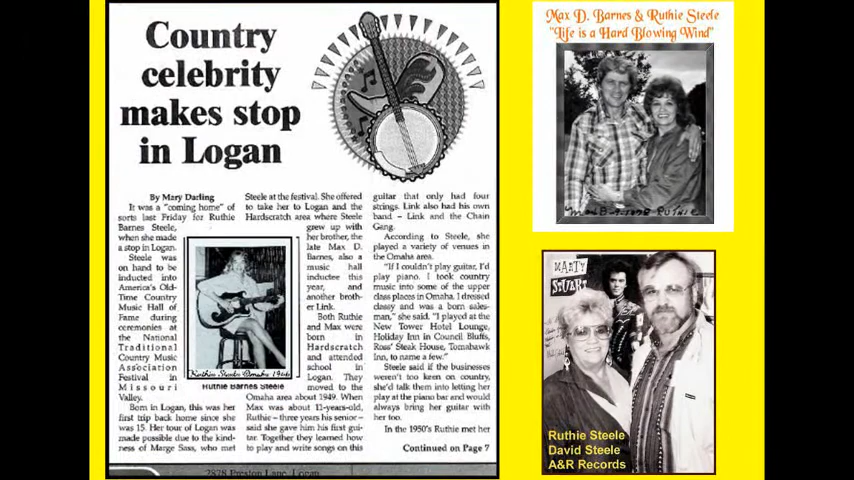 Country
celebrity
makes stop
in Logan
By Mary Darling
It was a "coming home" of
sorts last Friday for Ruthie
Barnes Steele,
when she made
a stop in Logan.
Steele was
on hand to be
inducted into
America's Old-
Time Country
Music Hall of
Fame during
ceremonies at
the National
Traditional
Country Music
Association
Festival in
Missouri
Valley.
Born in Logan, this was her
first trip back home since she
was 15. Her tour of Logan was
made possible due to the kind-
ness of Marge Sass, who met
Steele at the festival. She offered
to take her to Logan and the
Hardscratch area where Steele
grew up with
her brother, the
late Max D.
Barnes, also a
music hall
inductee this
year, and
another broth-
er Link.
Both Ruthie
and Max were
born in
Hardscratch
and attended
school in
Logan. They
moved to the
Omaha area about 1949. When
Max was about 11-years-old,
Ruthie – three years his senior –
said she gave him his first gui-
tar. Together they learned how
to play and write songs on this
Ruthie Steele Omaha 1966
Ruthie Barnes Steele
guitar that only had four
strings. Link also had his own
band – Link and the Chain
Gang.
According to Steele, she
played a variety of venues in
the Omaha area.
"If I couldn't play guitar, I'd
play piano. I took country
music into some of the upper
class places in Omaha. I dressed
classy and was a born sales-
man," she said. "I played at the
New Tower Hotel Lounge,
Holiday Inn in Council Bluffs,
Ross' Steak House, Tomahawk
Inn, to name a few."
Steele said if the businesses
weren't too keen on country,
she'd talk them into letting her
play at the piano bar and would
always bring her guitar with
her too.
In the 1950's Ruthie met her
Continued on Page 7
2878 Preston Lane, Logan
Max D. Barnes & Ruthie Steele
"Life is a Hard Blowing Wind"
RUTHIE
MARTY
STUART
Ruthie Steele
David Steele
A&R Records